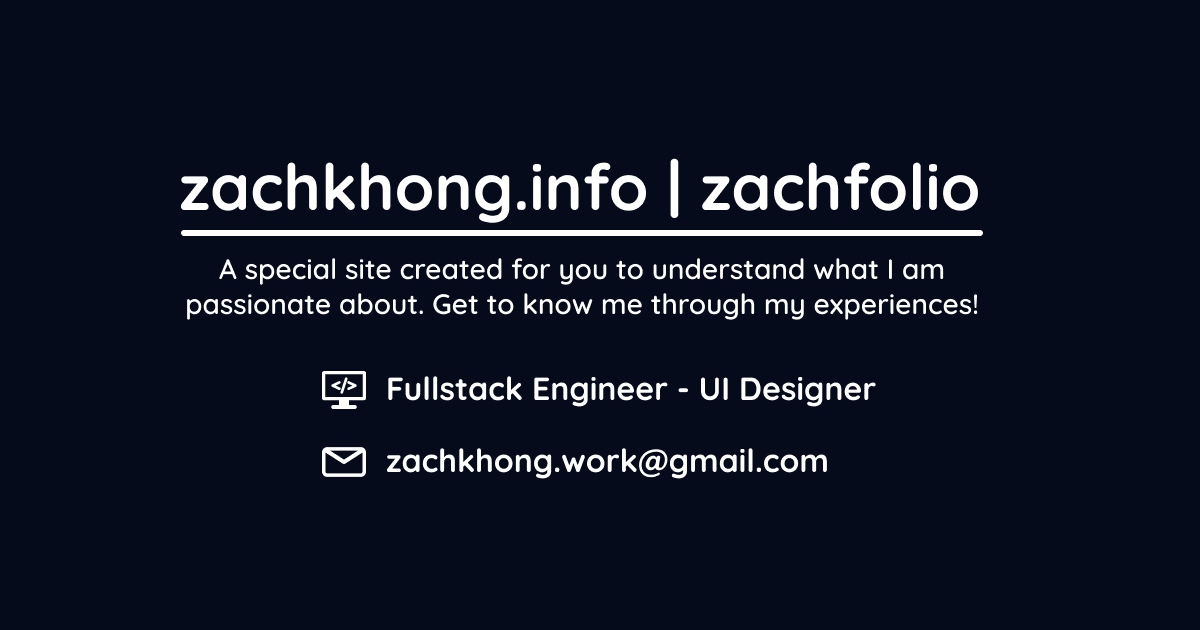 zachkhong.info | zachfolio
A special site created for you to understand what I am
passionate about. Get to know me through my experiences!
</> Fullstack Engineer - UI Designer
zachkhong.work@gmail.com